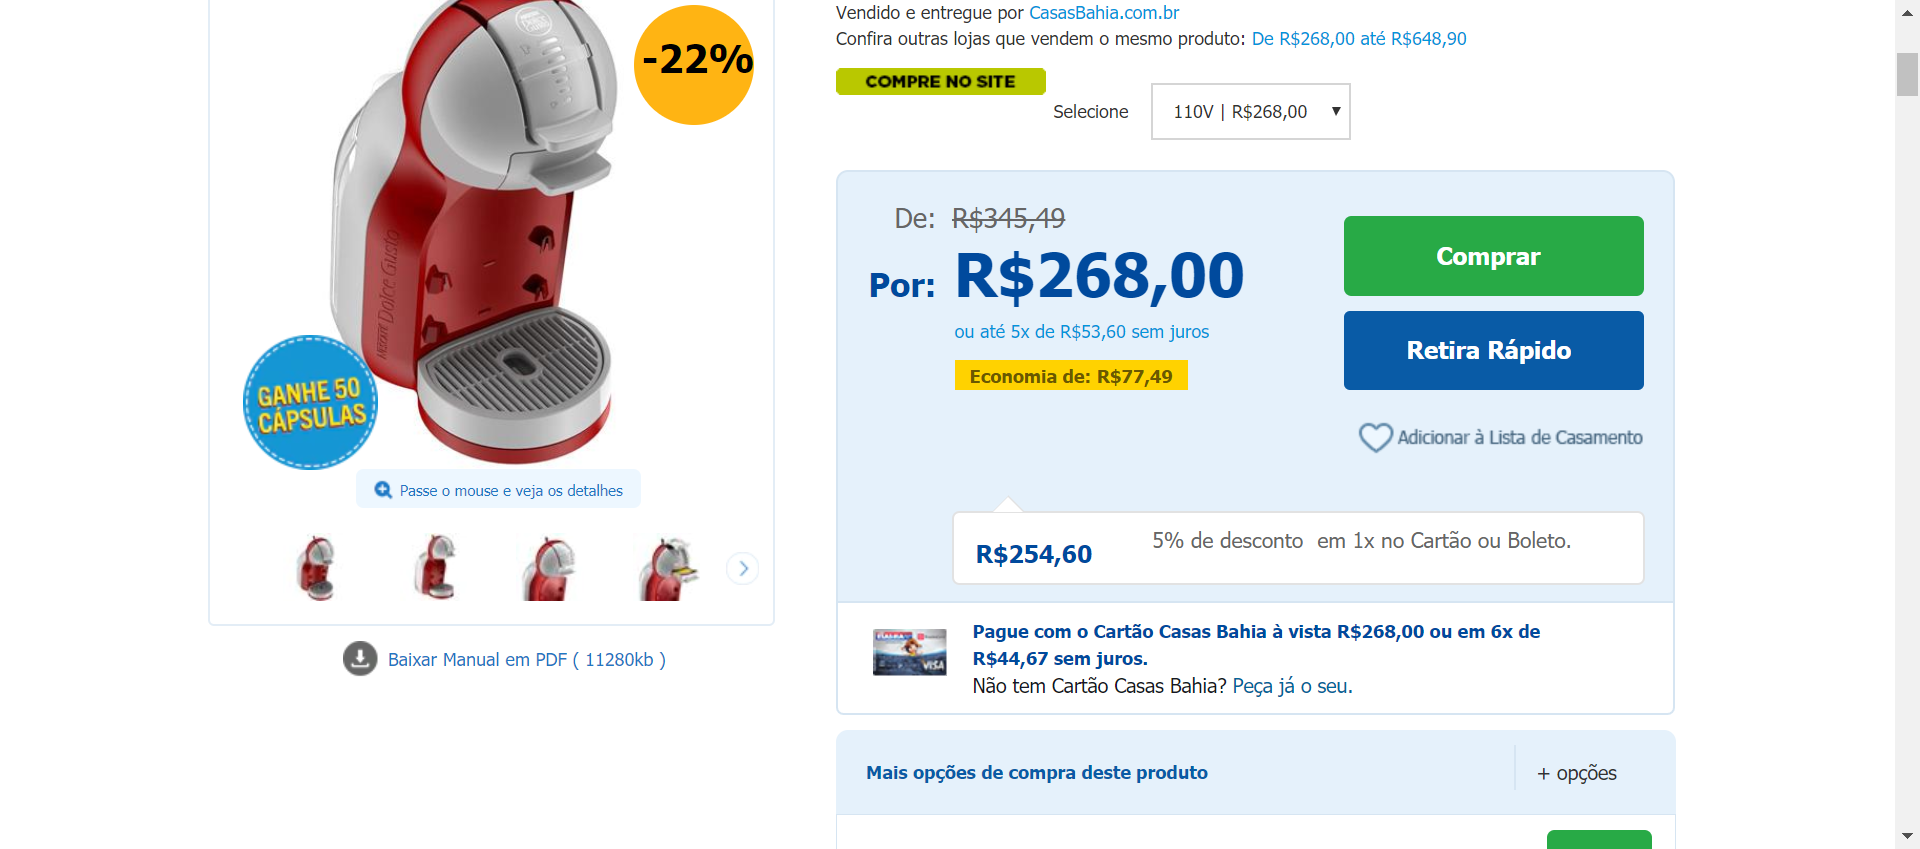 Vendido e entregue por CasasBahia.com.br
Confira outras lojas que vendem o mesmo produto: De R$268,00 até R$648,90
COMPRE NO SITE
Selecione
110V | R$268,00
-22%
NESCAFÉ Dolce Gusto
GANHE 50
CÁPSULAS
Passe o mouse e veja os detalhes
Baixar Manual em PDF ( 11280kb )
De: R$345,49
Por: R$268,00
ou até 5x de R$53,60 sem juros
Economia de: R$77,49
Comprar
Retira Rápido
Adicionar à Lista de Casamento
R$254,60
5% de desconto em 1x no Cartão ou Boleto.
VISA
Pague com o Cartão Casas Bahia à vista R$268,00 ou em 6x de
R$44,67 sem juros.
Não tem Cartão Casas Bahia? Peça já o seu.
Mais opções de compra deste produto
+ opções